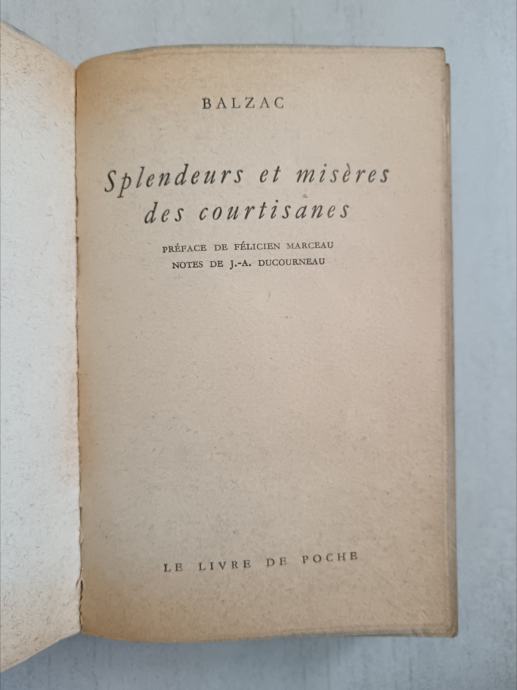 BALZAC
Splendeurs et misères
des courtisanes
PRÉFACE DE FÉLICIEN MARCEAU
NOTES DE J.-A. DUCOURNEAU
LE LIVRE DE POCHE